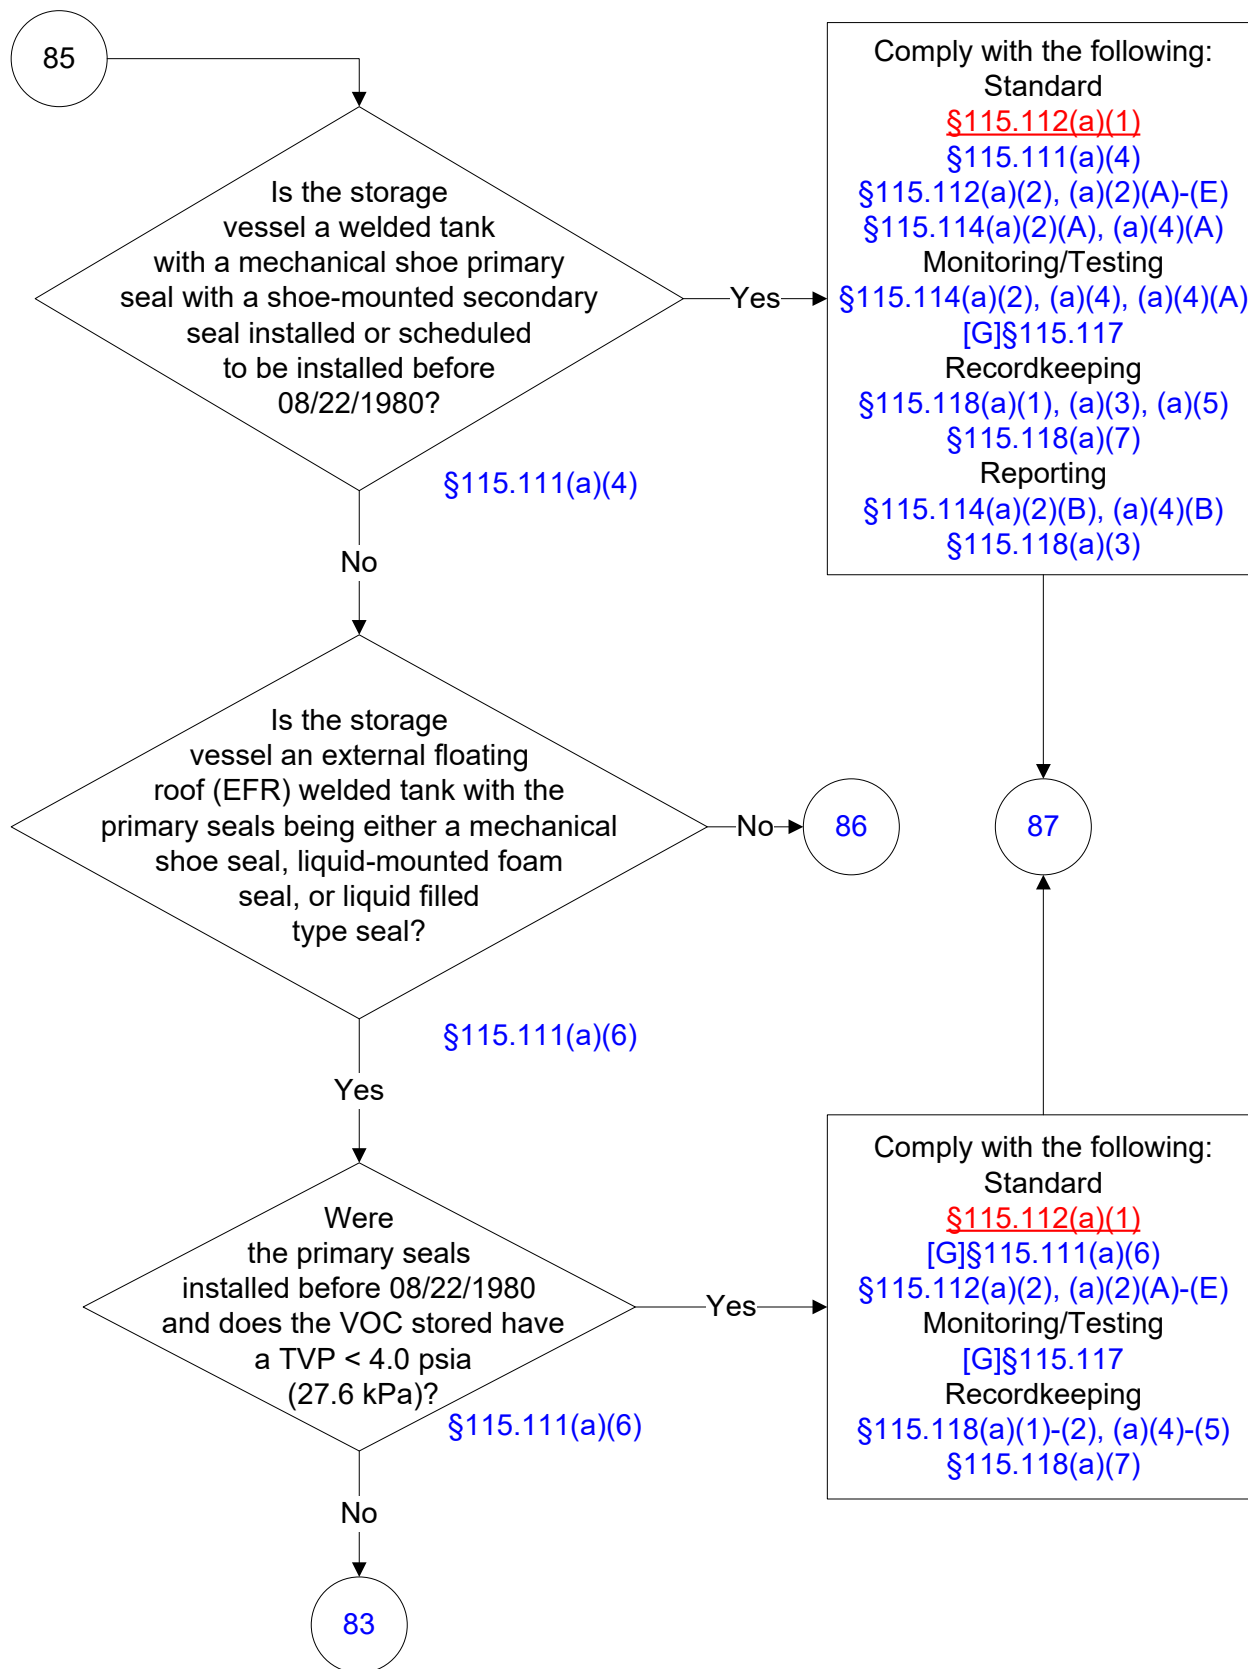 85
Is the storage
vessel a welded tank
with a mechanical shoe primary
seal with a shoe-mounted secondary
seal installed or scheduled
to be installed before
08/22/1980?
§115.111(a)(4)
Yes
No
Comply with the following:
Standard
§115.112(a)(1)
§115.111(a)(4)
§115.112(a)(2), (a)(2)(A)-(E)
§115.114(a)(2)(A), (a)(4)(A)
Monitoring/Testing
§115.114(a)(2), (a)(4), (a)(4)(A)
[G]§115.117
Recordkeeping
§115.118(a)(1), (a)(3), (a)(5)
§115.118(a)(7)
Reporting
§115.114(a)(2)(B), (a)(4)(B)
§115.118(a)(3)
Is the storage
vessel an external floating
roof (EFR) welded tank with the
primary seals being either a mechanical
shoe seal, liquid-mounted foam
seal, or liquid filled
type seal?
§115.111(a)(6)
No
86
87
Yes
Were
the primary seals
installed before 08/22/1980
and does the VOC stored have
a TVP < 4.0 psia
(27.6 kPa)?
§115.111(a)(6)
Yes
Comply with the following:
Standard
§115.112(a)(1)
[G]§115.111(a)(6)
§115.112(a)(2), (a)(2)(A)-(E)
Monitoring/Testing
[G]§115.117
Recordkeeping
§115.118(a)(1)-(2), (a)(4)-(5)
§115.118(a)(7)
No
83